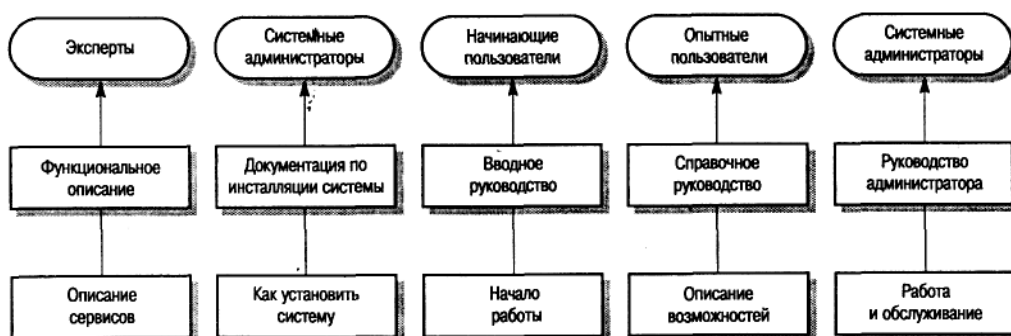 Эксперты
Системные
администраторы
Начинающие
пользователи
Опытные
пользователи
Системные
администраторы
Функциональное
описание
Документация по
инсталляции системы
Вводное
руководство
Справочное
руководство
Руководство
администратора
Описание
сервисов
Как установить
систему
Начало
работы
Описание
возможностей
Работа
и обслуживание